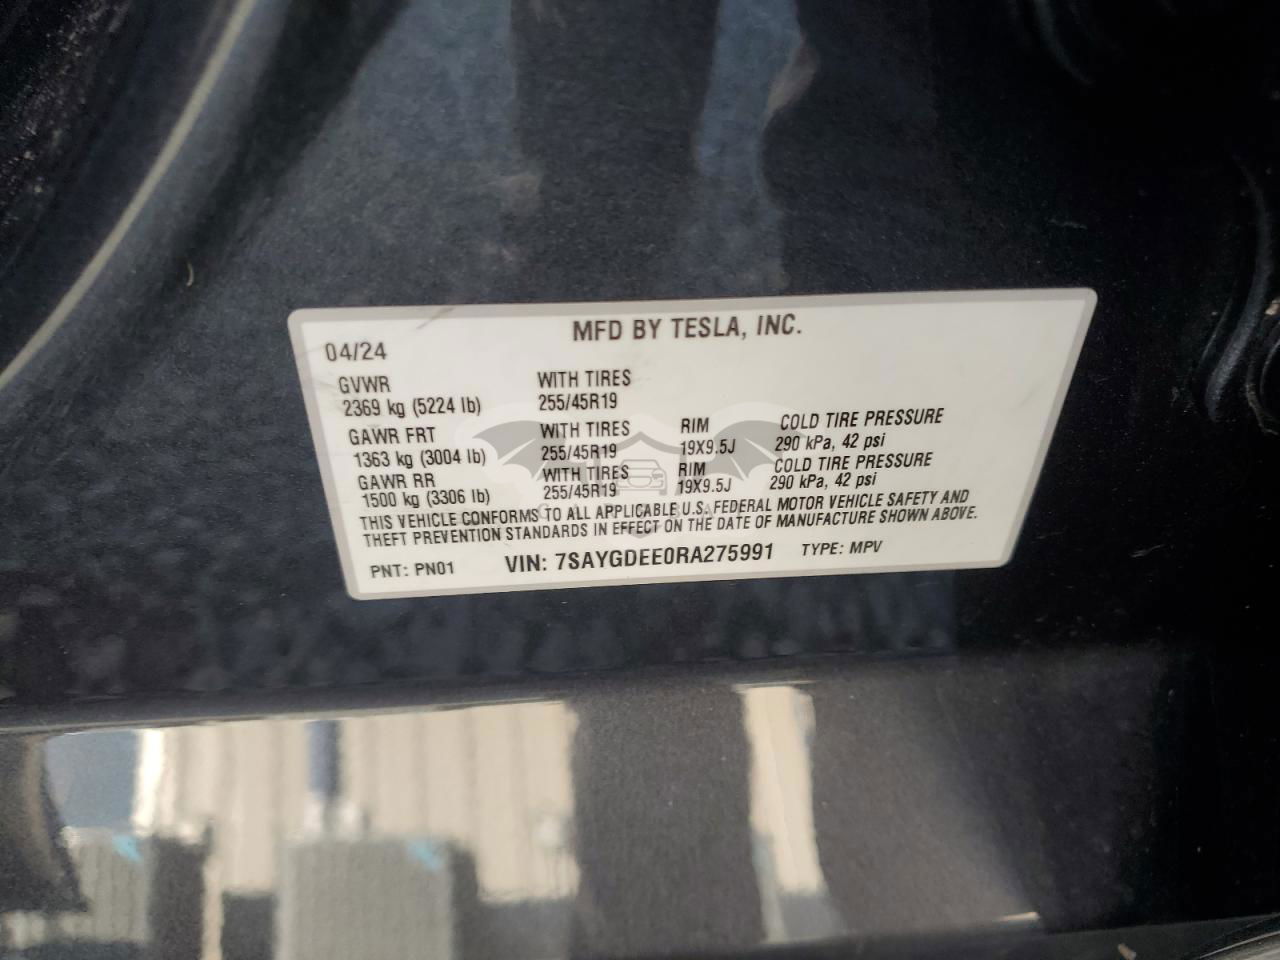 MFD BY TESLA, INC.
04/24
GVWR WITH TIRES
2369 kg (5224 lb) 255/45R19
GAWR FRT WITH TIRES RIM COLD TIRE PRESSURE
1363 kg (3004 lb) 255/45R19 19X9.5J 290 kPa, 42 psi
GAWR RR WITH TIRES RIM COLD TIRE PRESSURE
1500 kg (3306 lb) 255/45R19 19X9.5J 290 kPa, 42 psi
THIS VEHICLE CONFORMS TO ALL APPLICABLE U.S. FEDERAL MOTOR VEHICLE SAFETY AND
THEFT PREVENTION STANDARDS IN EFFECT ON THE DATE OF MANUFACTURE SHOWN ABOVE.
PNT: PN01 VIN: 7SAYGDEE0RA275991 TYPE: MPV